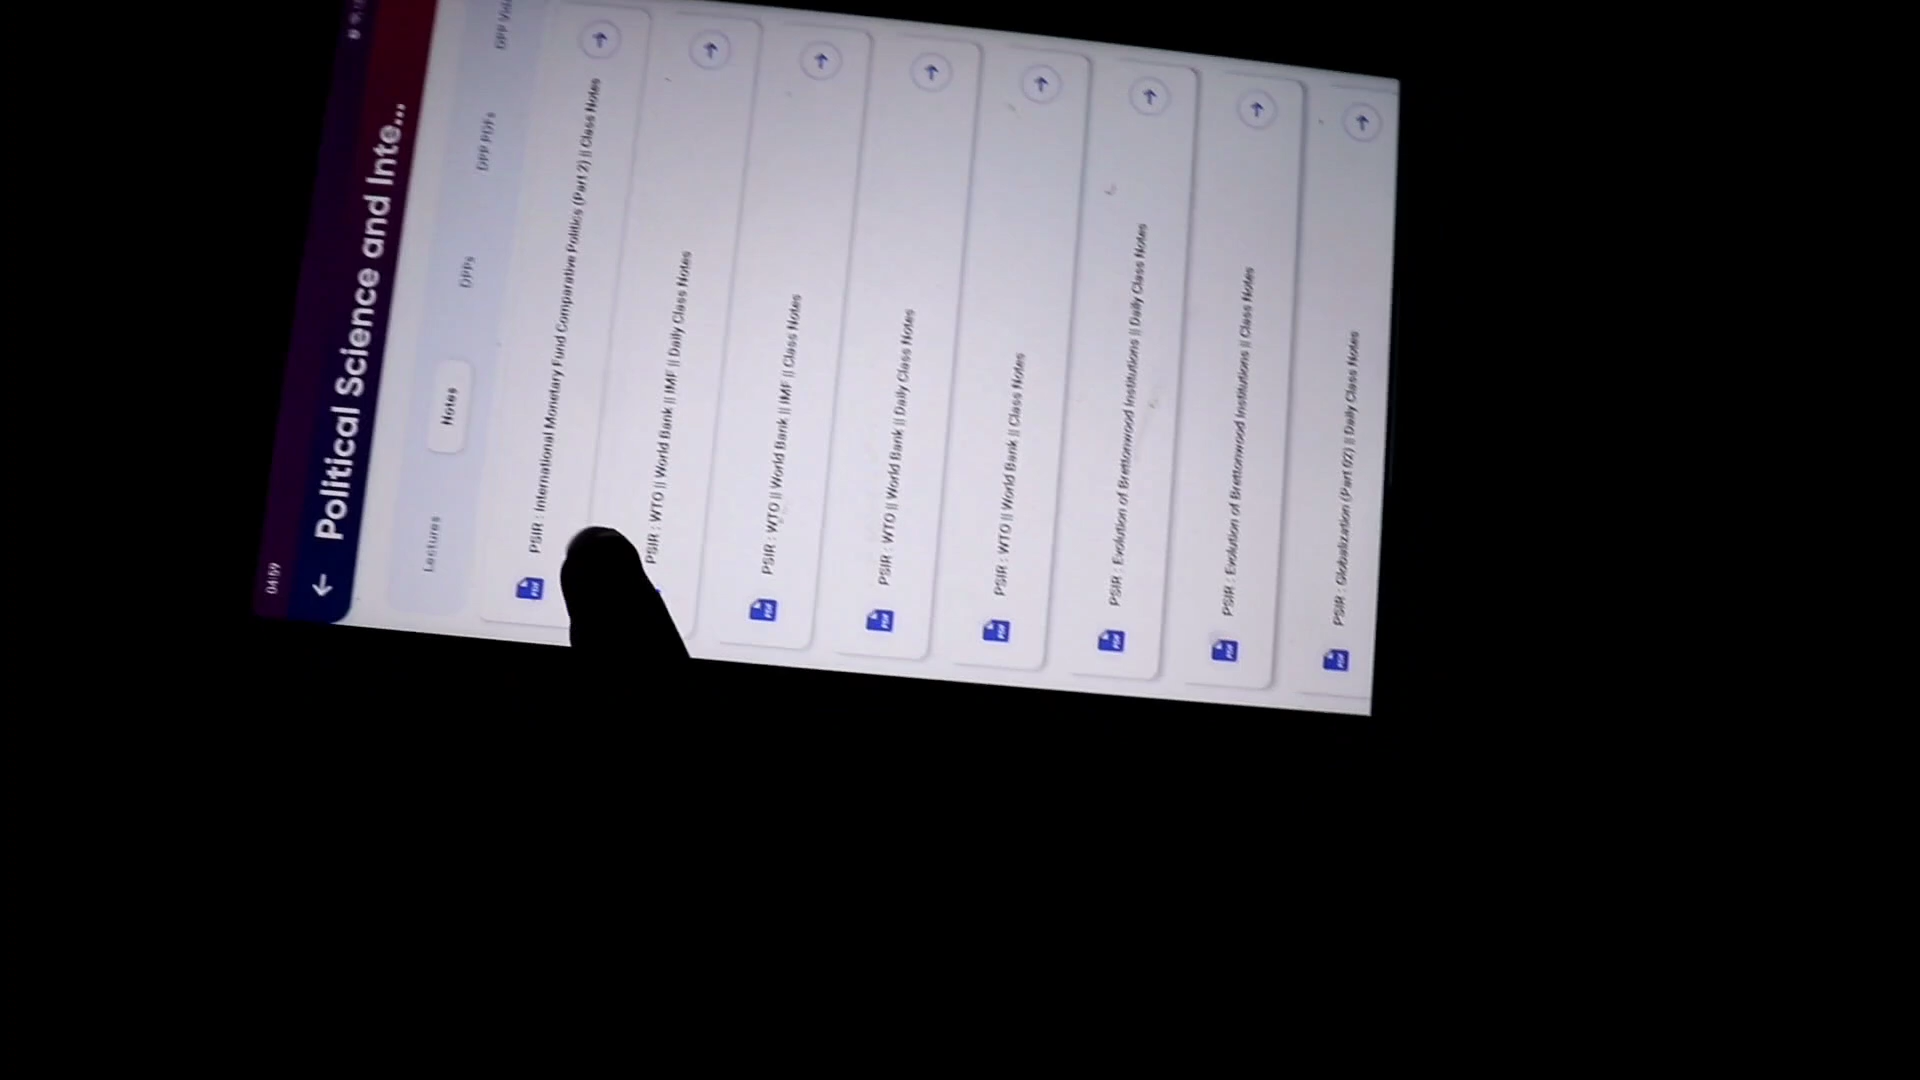 04:59
Political Science and Inte...
Lectures
Notes
DPPs
DPP PDFs
DPP Vid
PSIR : International Monetary Fund Comparative Politics (Part 2) || Class Notes
PSIR : WTO || World Bank || IMF || Daily Class Notes
PSIR : WTO || World Bank || IMF || Class Notes
PSIR : WTO || World Bank || Daily Class Notes
PSIR : WTO || World Bank || Class Notes
PSIR : Evolution of Brettonwood Institutions || Daily Class Notes
PSIR : Evolution of Brettonwood Institutions || Class Notes
PSIR : Globalization (Part 02) || Daily Class Notes